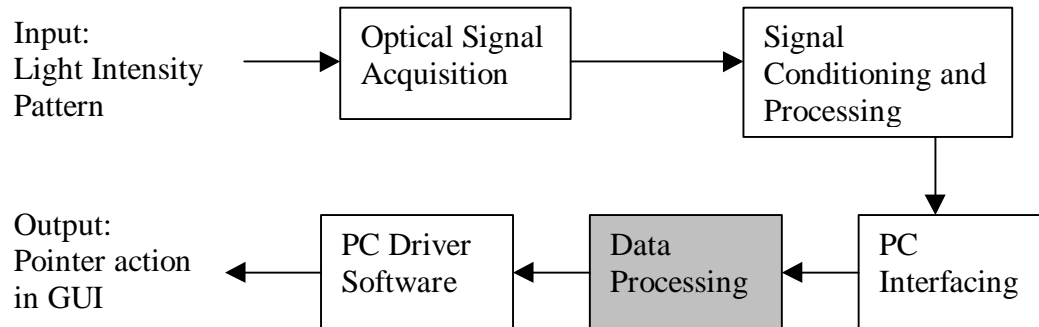 Input:
Light Intensity
Pattern
Optical Signal
Acquisition
Signal
Conditioning and
Processing
Output:
Pointer action
in GUI
PC Driver
Software
Data
Processing
PC
Interfacing